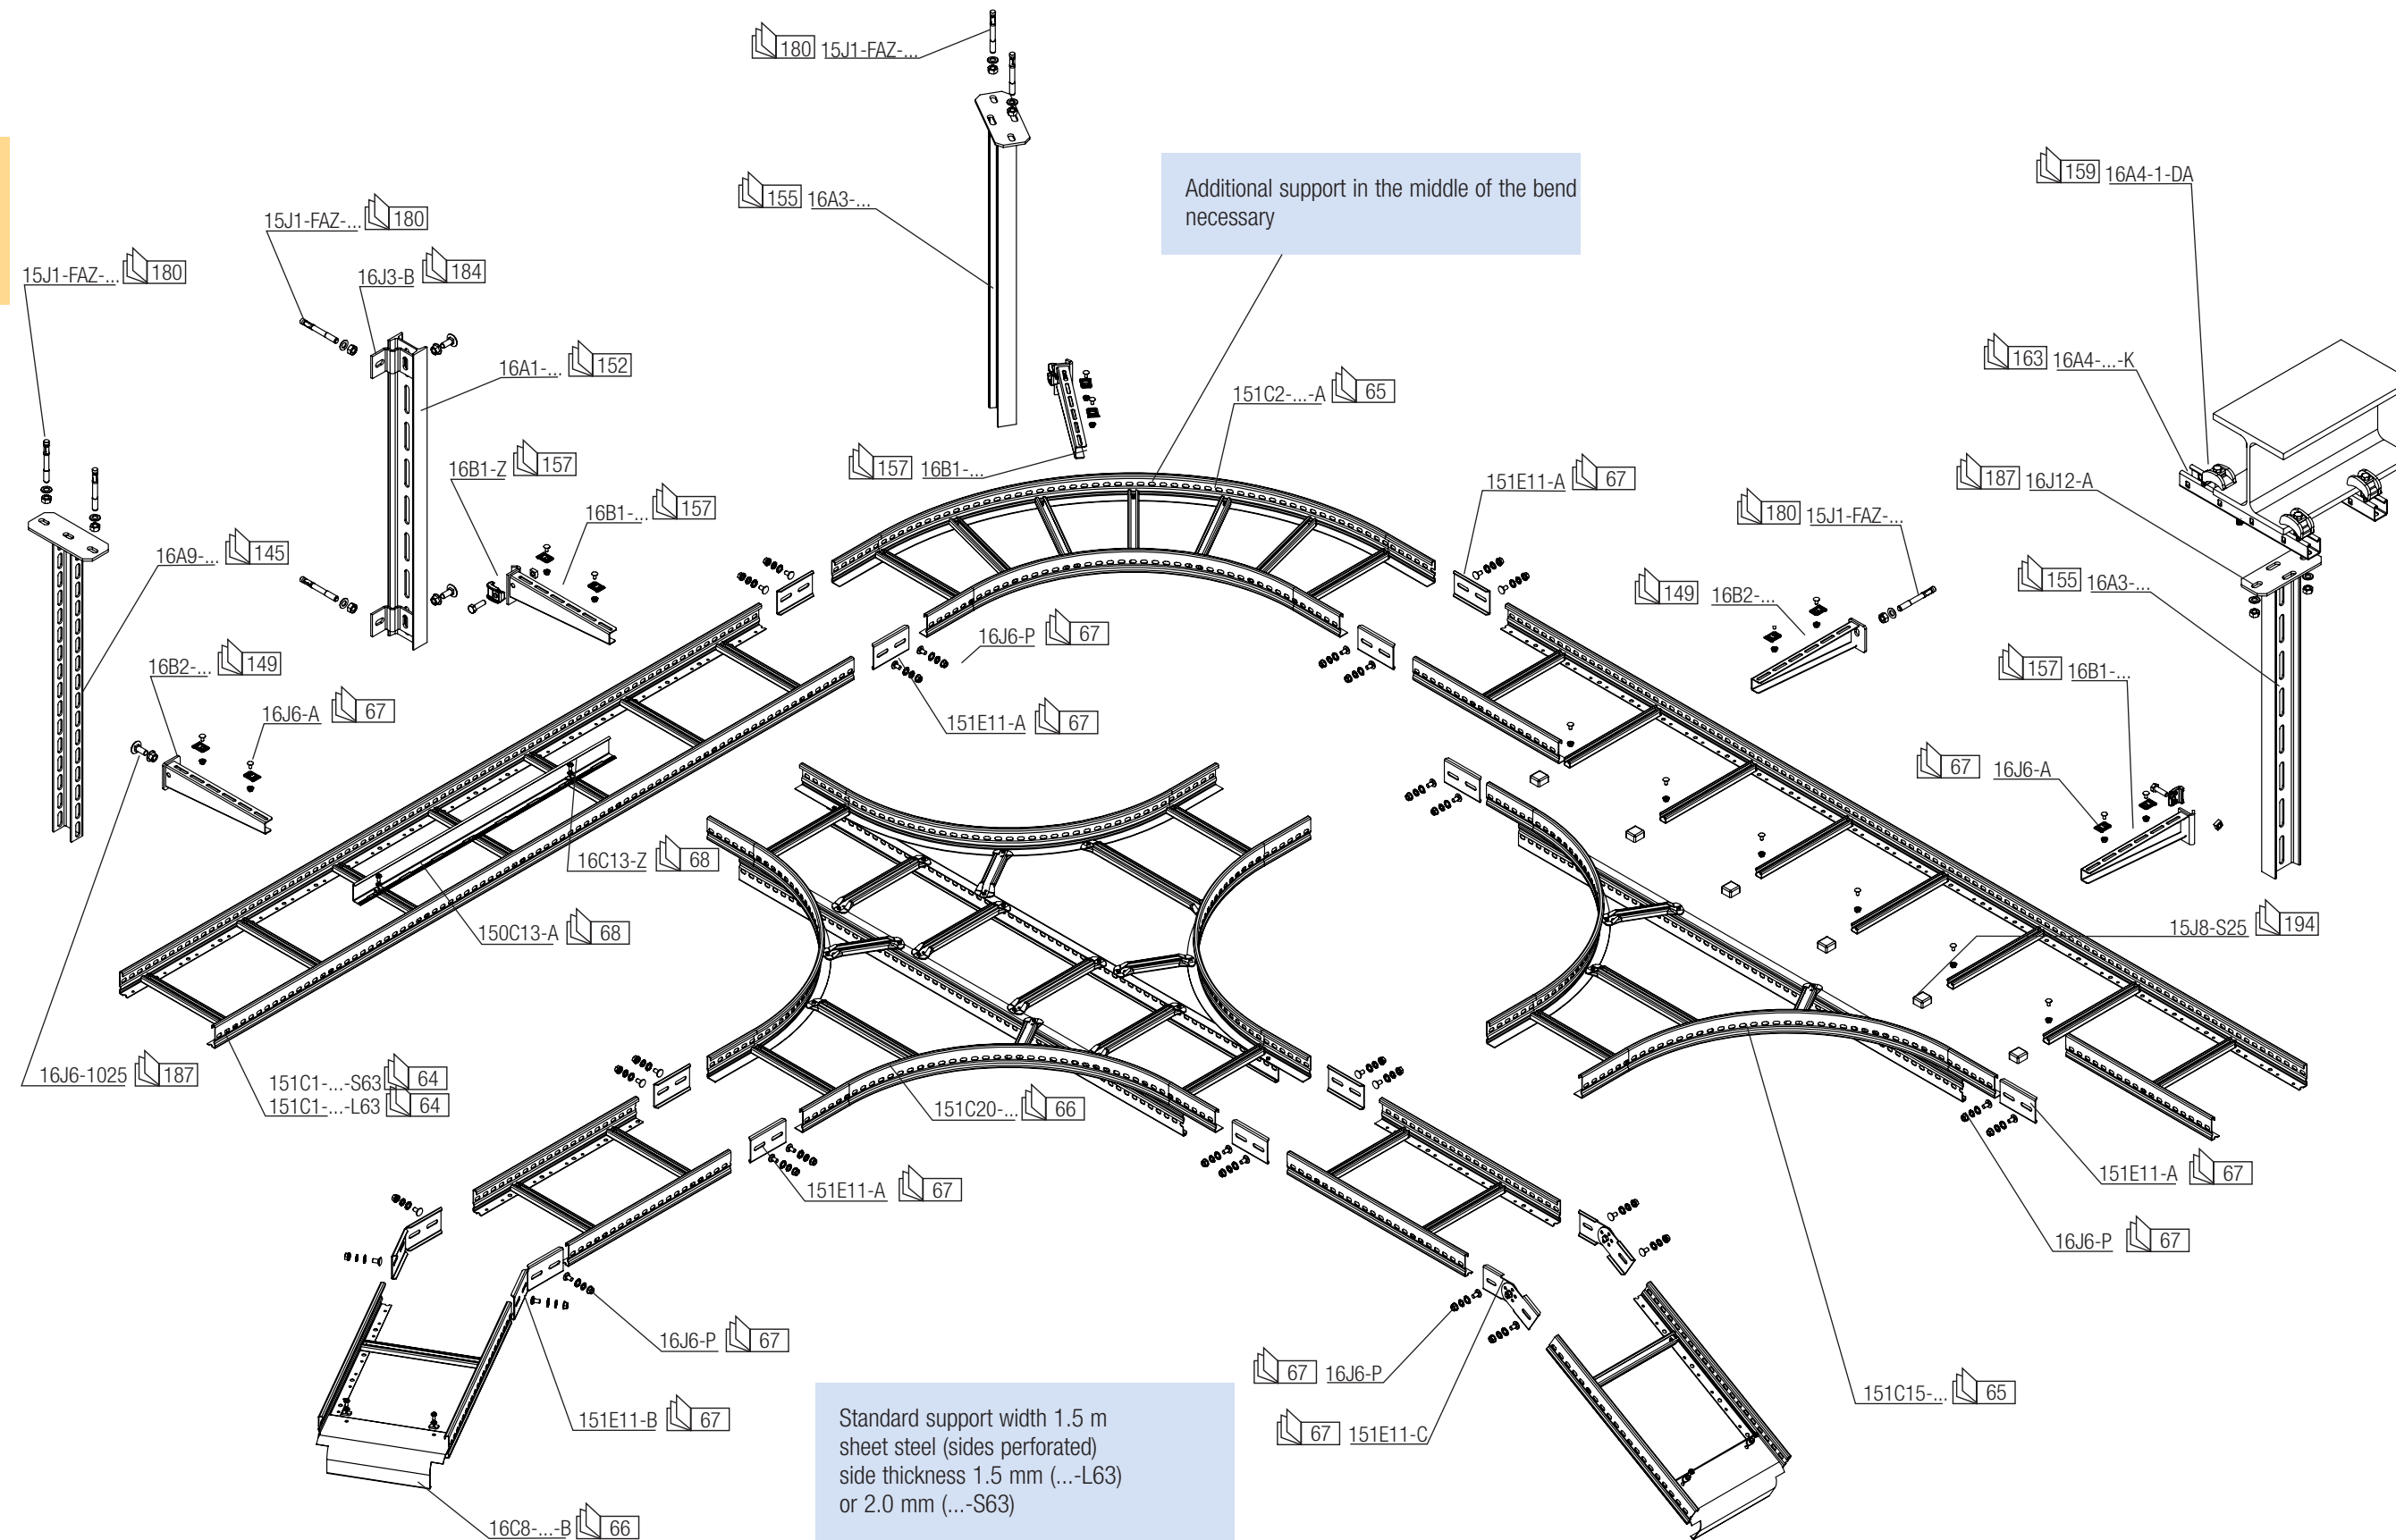 180 15J1-FAZ-...
155 16A3-...
Additional support in the middle of the bend
necessary
159 16A4-1-DA
15J1-FAZ-... 180
16J3-B 184
15J1-FAZ-... 180
163 16A4-...-K
16A1-... 152
151C2-...-A 65
16B1-Z 157
157 16B1-...
151E11-A 67
187 16J12-A
16B1-... 157
180 15J1-FAZ-...
16A9-... 145
155 16A3-...
149 16B2-...
16J6-P 67
16B2-... 149
157 16B1-...
16J6-A 67
151E11-A 67
67 16J6-A
16C13-Z 68
150C13-A 68
15J8-S25 194
16J6-1025 187
151C1-...-S63 64
151C1-...-L63 64
151C20-... 66
151E11-A 67
151E11-A 67
16J6-P 67
16J6-P 67
67 16J6-P
151C15-... 65
151E11-B 67
67 151E11-C
Standard support width 1.5 m
sheet steel (sides perforated)
side thickness 1.5 mm (...-L63)
or 2.0 mm (...-S63)
16C8-...-B 66